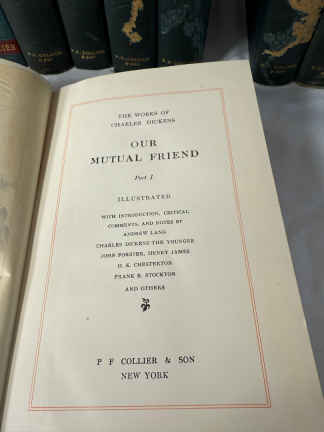 THE WORKS OF
CHARLES DICKENS
OUR
MUTUAL FRIEND
Part I
ILLUSTRATED
WITH INTRODUCTION, CRITICAL
COMMENTS, AND NOTES BY
ANDREW LANG
CHARLES DICKENS THE YOUNGER
JOHN FORSTER, HENRY JAMES
G. K. CHESTERTON
FRANK R. STOCKTON
AND OTHERS
P F COLLIER & SON
NEW YORK